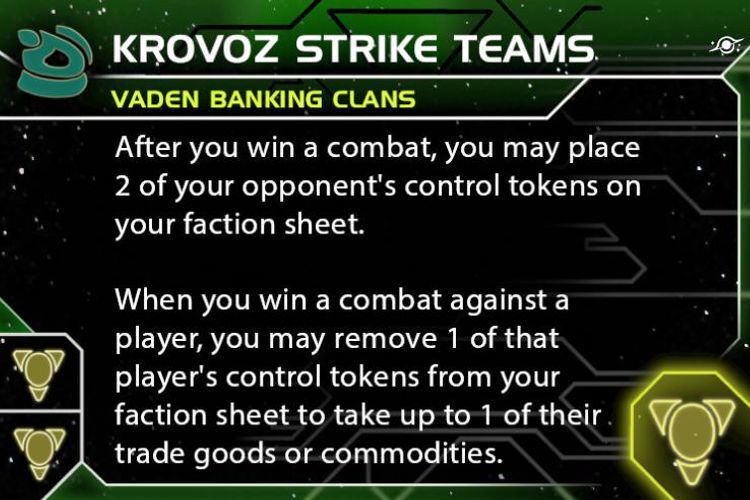 KROVOZ STRIKE TEAMS
VADEN BANKING CLANS
After you win a combat, you may place
2 of your opponent's control tokens on
your faction sheet.
When you win a combat against a
player, you may remove 1 of that
player's control tokens from your
faction sheet to take up to 1 of their
trade goods or commodities.